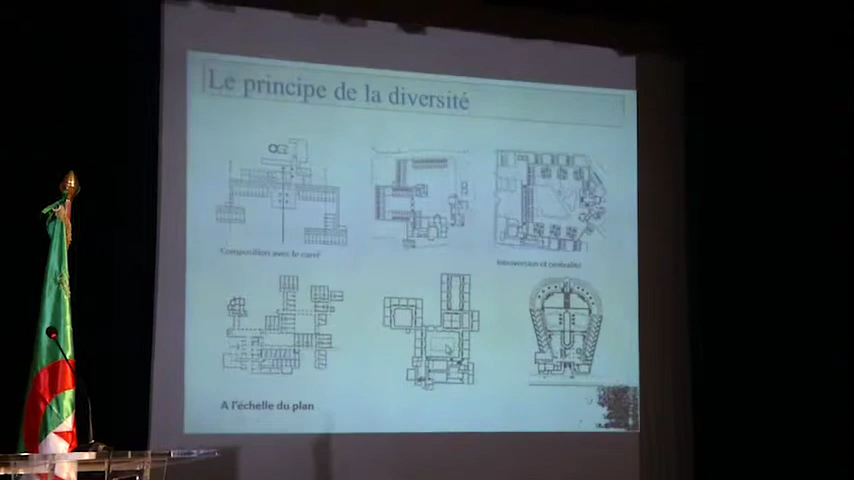 Le principe de la diversité
Composition avec le carré
Introversion et centralité
A l'échelle du plan